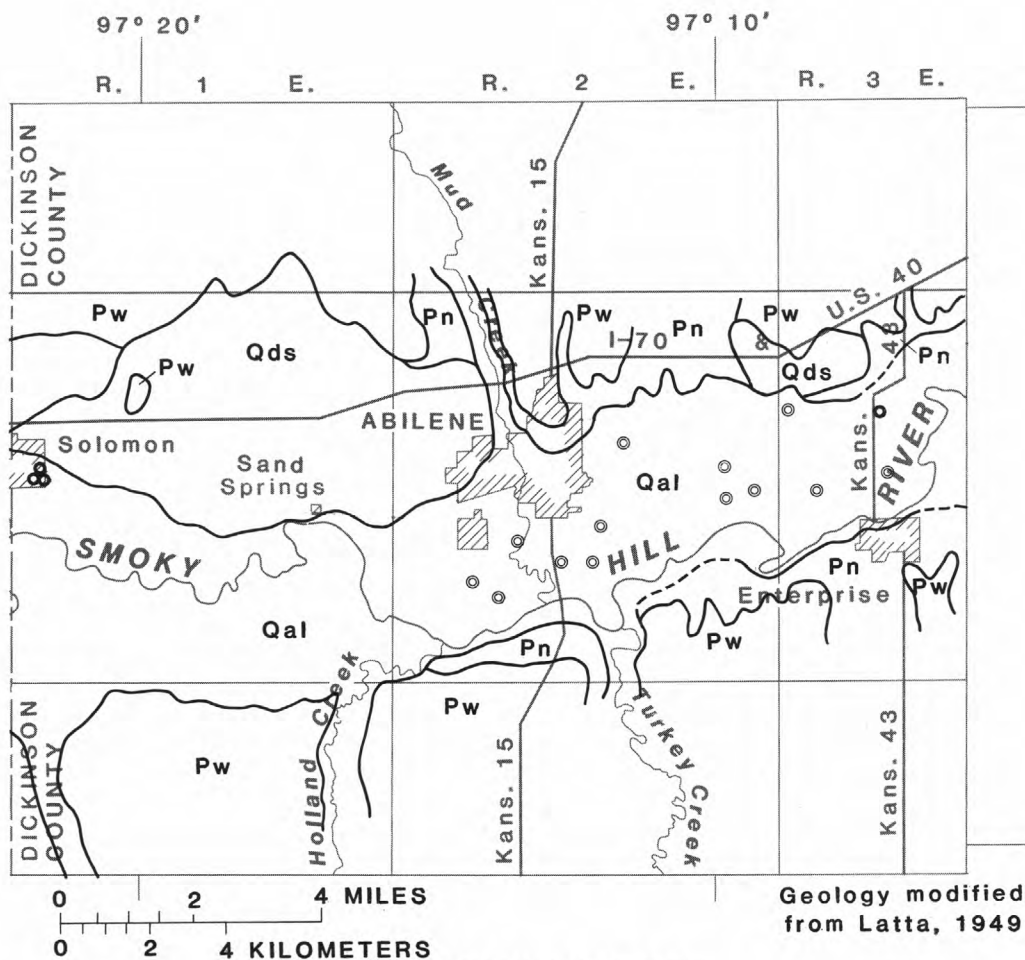 97° 20'
97° 10'
R. 1 E.
R. 2 E.
R. 3 E.
DICKINSON
COUNTY
Mud
Creek
Kans. 15
U.S. 40
&
I-70
Pw
Pn
Pw
Pn
Pw
Pn
Qds
Pw
Qds
Kans. 43
ABILENE
Solomon
Sand
Springs
Qal
RIVER
SMOKY
HILL
Pn
Enterprise
Pw
Qal
Pn
Pw
Pw
Pw
Holland Creek
Turkey Creek
DICKINSON
COUNTY
Kans. 15
Kans. 43
0 2 4 MILES
0 2 4 KILOMETERS
Geology modified
from Latta, 1949